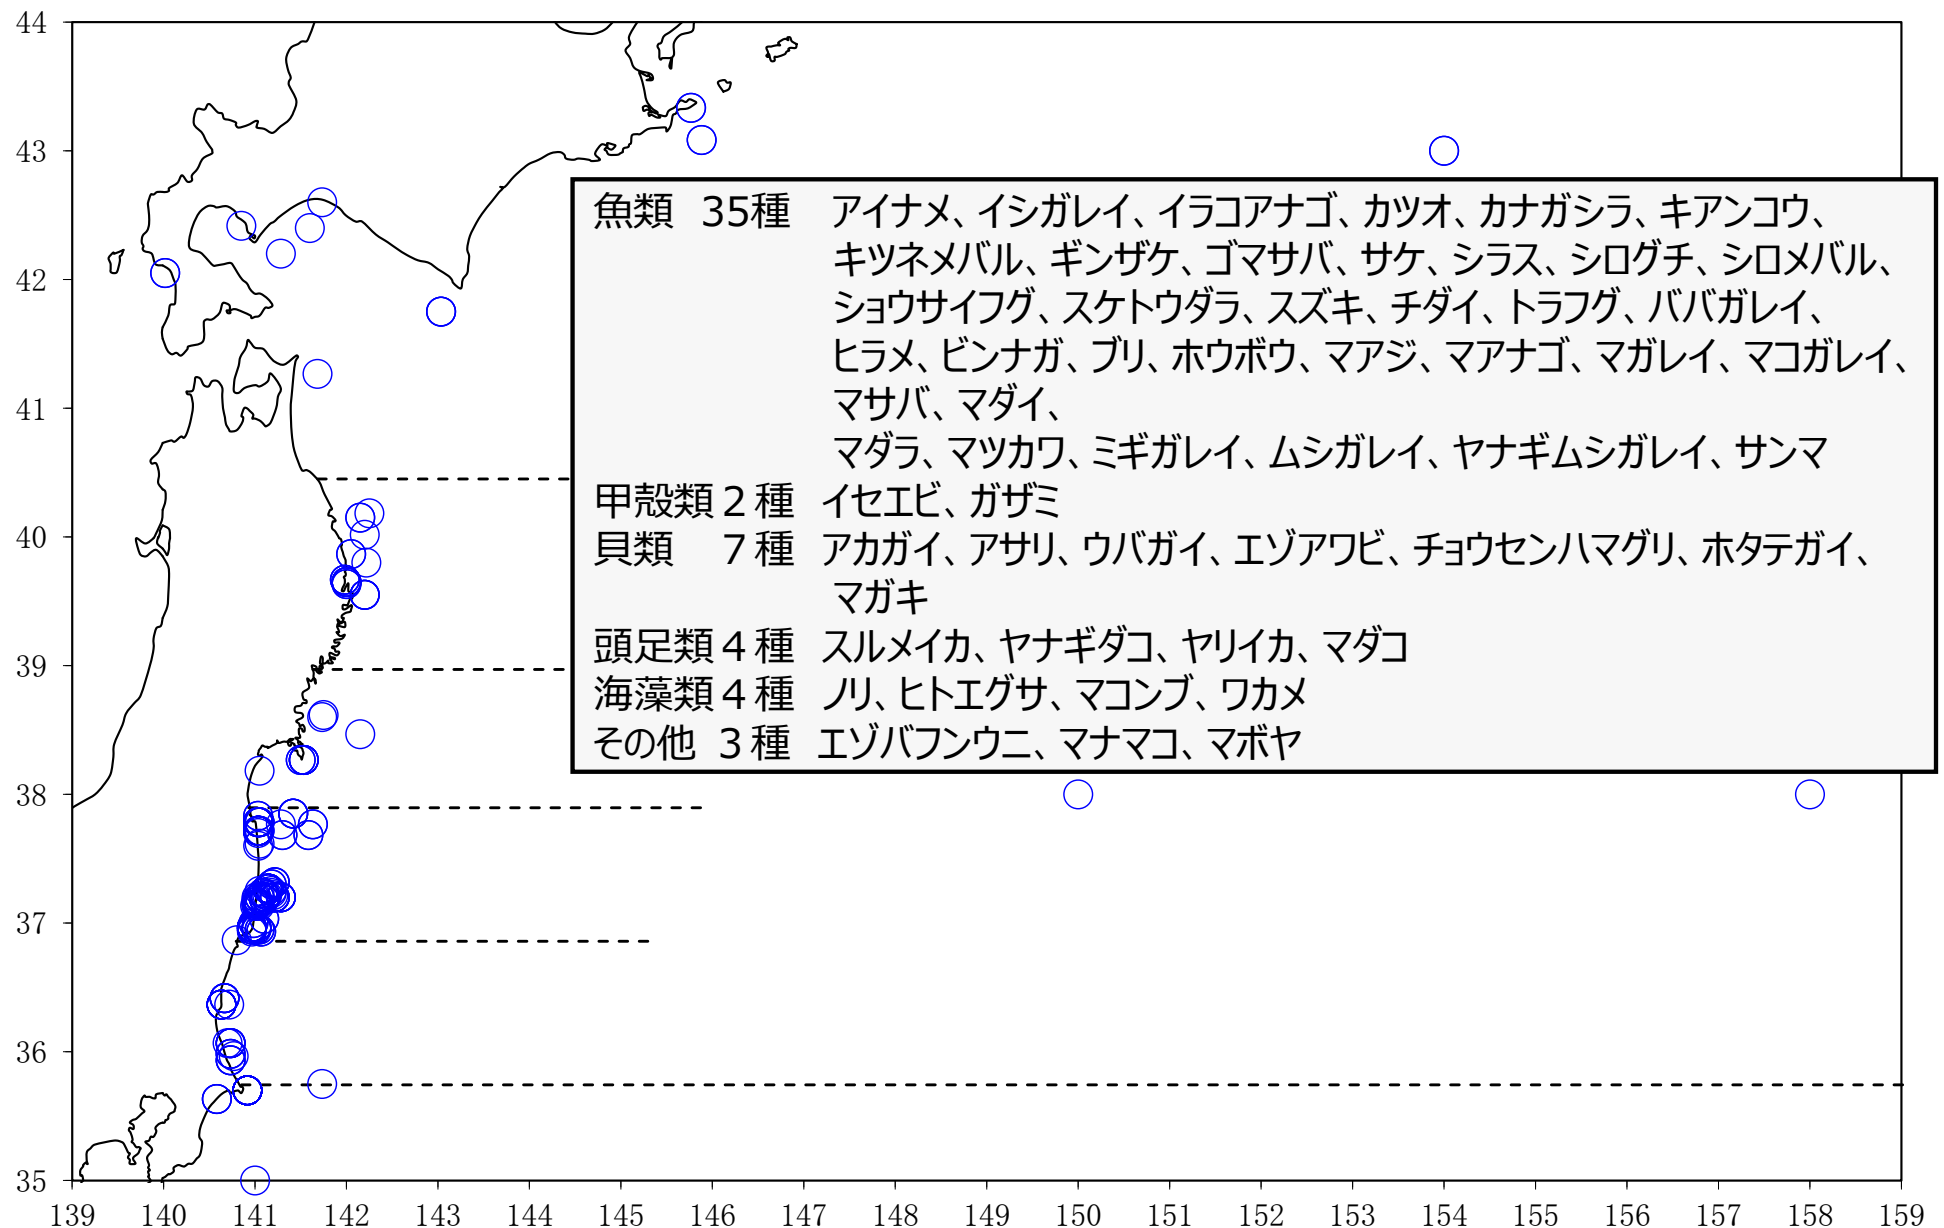 44
43
42
41
40
39
38
37
36
35
魚類 35種 アイナメ、イシガレイ、イラコアナゴ、カツオ、カナガシラ、キアンコウ、
キツネメバル、ギンザケ、ゴマサバ、サケ、シラス、シログチ、シロメバル、
ショウサイフグ、スケトウダラ、スズキ、チダイ、トラフグ、ババガレイ、
ヒラメ、ビンナガ、ブリ、ホウボウ、マアジ、マアナゴ、マガレイ、マコガレイ、
マサバ、マダイ、
マダラ、マツカワ、ミギガレイ、ムシガレイ、ヤナギムシガレイ、サンマ
甲殻類2種 イセエビ、ガザミ
貝類 7種 アカガイ、アサリ、ウバガイ、エゾアワビ、チョウセンハマグリ、ホタテガイ、
マガキ
頭足類4種 スルメイカ、ヤナギダコ、ヤリイカ、マダコ
海藻類4種 ノリ、ヒトエグサ、マコンブ、ワカメ
その他 3種 エゾバフンウニ、マナマコ、マボヤ
139 140 141 142 143 144 145 146 147 148 149 150 151 152 153 154 155 156 157 158 159